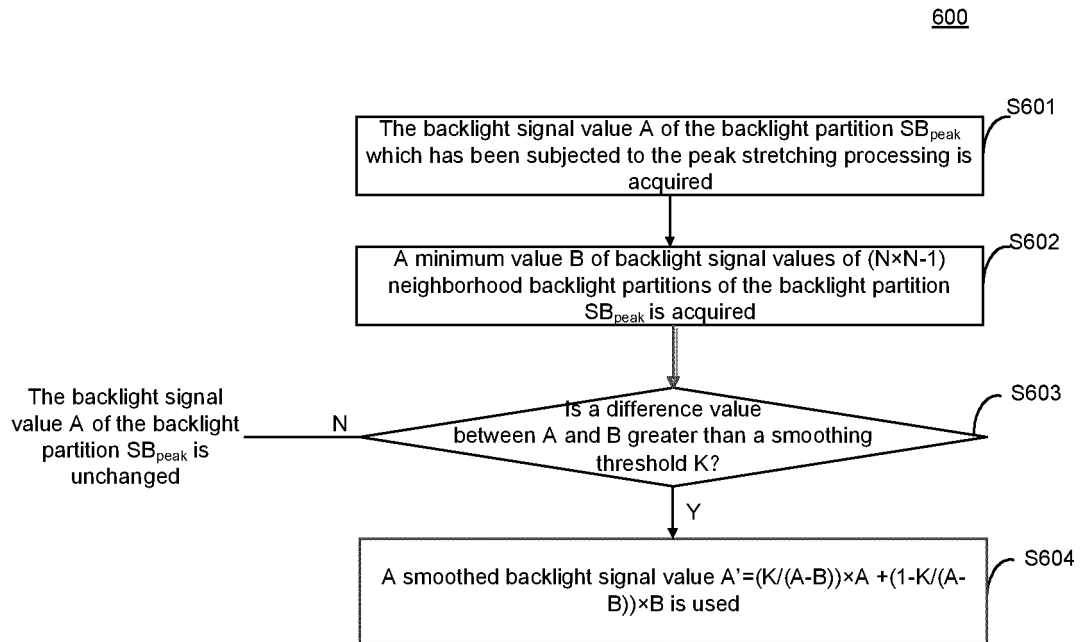 600
S601
The backlight signal value A of the backlight partition SBpeak
which has been subjected to the peak stretching processing is
acquired
S602
A minimum value B of backlight signal values of (N×N-1)
neighborhood backlight partitions of the backlight partition
SBpeak is acquired
S603
Is a difference value
between A and B greater than a smoothing
threshold K?
N
The backlight signal
value A of the backlight
partition SBpeak is
unchanged
Y
S604
A smoothed backlight signal value A’=(K/(A-B))×A +(1-K/(A-
B))×B is used